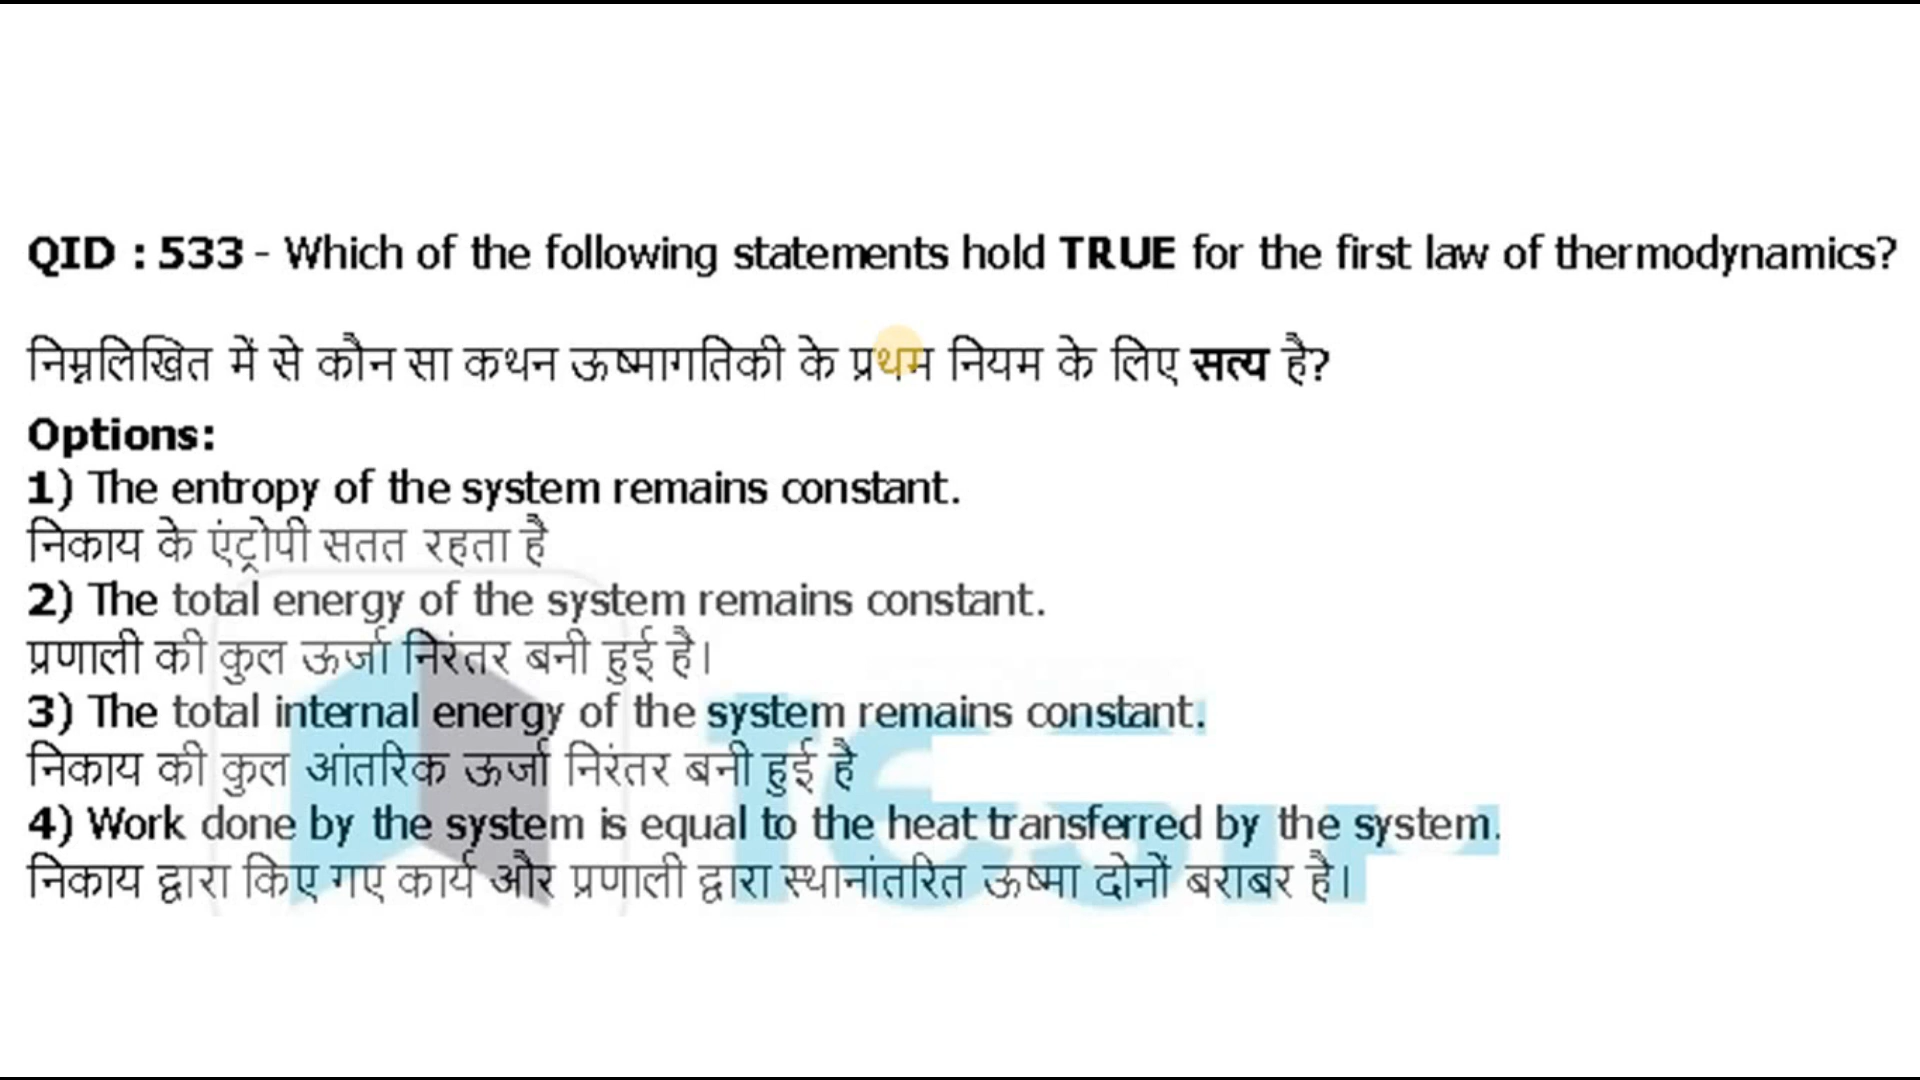 QID : 533 - Which of the following statements hold TRUE for the first law of thermodynamics?
निम्नलिखित में से कौन सा कथन ऊष्मागतिकी के प्रथम नियम के लिए सत्य है?
Options:
1) The entropy of the system remains constant.
निकाय के एंट्रोपी सतत रहता है
2) The total energy of the system remains constant.
प्रणाली की कुल ऊर्जा निरंतर बनी हुई है।
3) The total internal energy of the system remains constant.
निकाय की कुल आंतरिक ऊर्जा निरंतर बनी हुई है
4) Work done by the system is equal to the heat transferred by the system.
निकाय द्वारा किए गए कार्य और प्रणाली द्वारा स्थानांतरित ऊष्मा दोनों बराबर है।